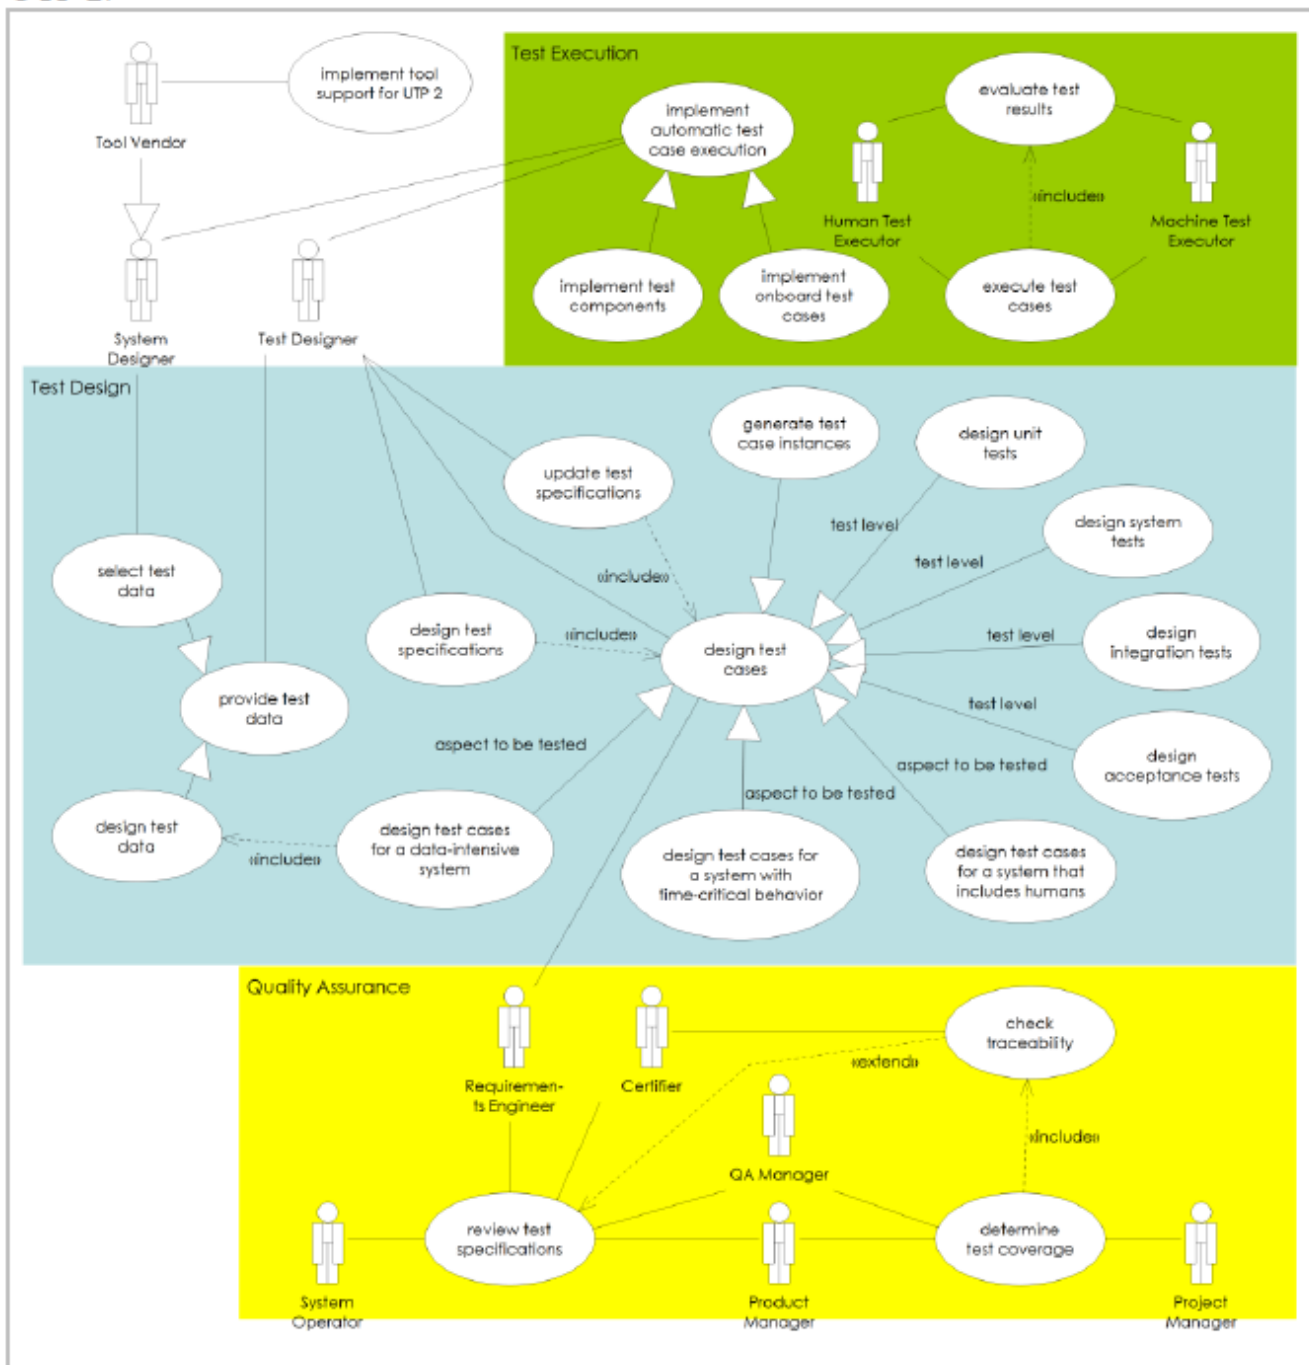 Test Execution
implement tool
support for UTP 2
Tool Vendor
implement
automatic test
case execution
evaluate test
results
«include»
Human Test
Executor
Machine Test
Executor
implement test
components
implement
onboard test
cases
execute test
cases
System
Designer
Test Designer
Test Design
generate test
case instances
design unit
tests
update test
specifications
test level
design system
tests
select test
data
«include»
test level
design test
specifications
«include»
design test
cases
test level
design
integration tests
provide test
data
test level
aspect to be tested
design
acceptance tests
aspect to be tested
aspect to be tested
design test
data
«include»
design test cases
for a data-intensive
system
design test cases for
a system with
time-critical behavior
design test cases
for a system that
includes humans
Quality Assurance
check
traceability
«extend»
Requiremen-
ts Engineer
Certifier
«include»
QA Manager
review test
specifications
determine
test coverage
System
Operator
Product
Manager
Project
Manager